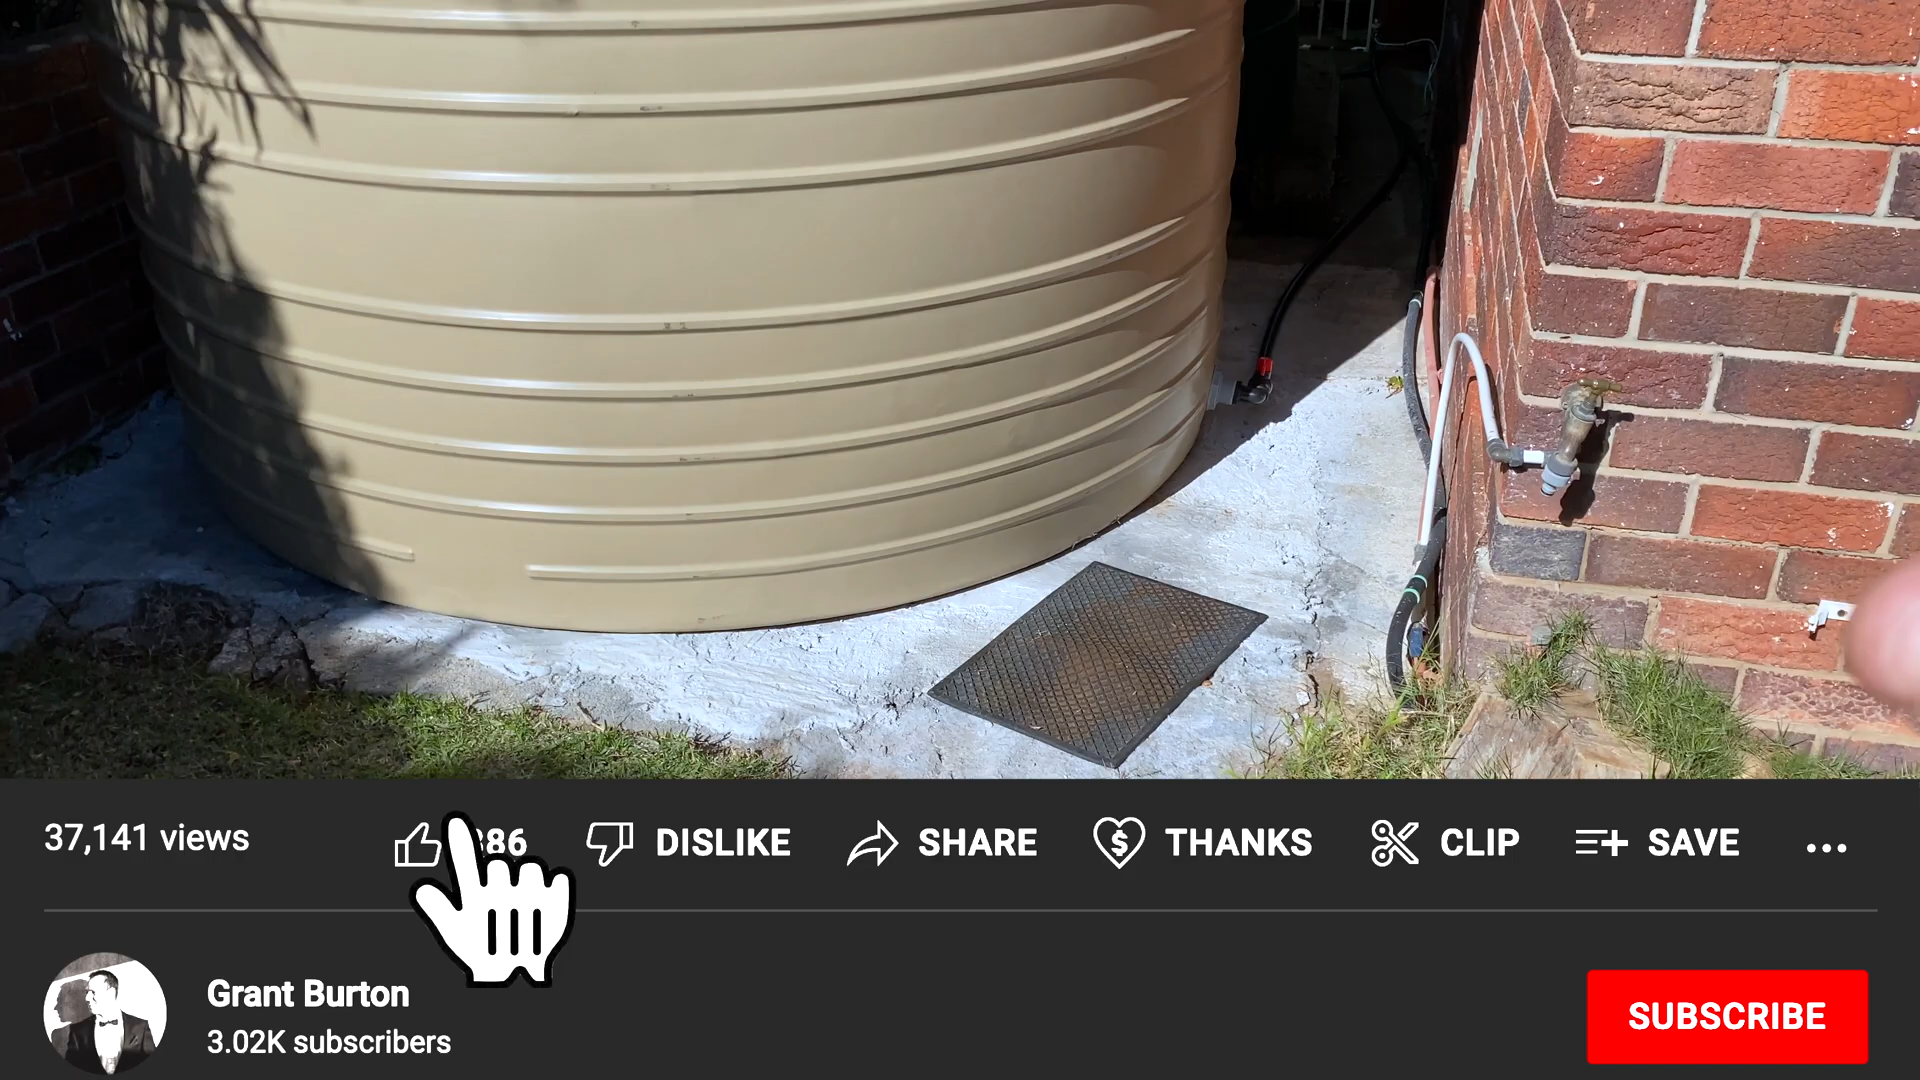 37,141 views
DISLIKE
SHARE
THANKS
CLIP
SAVE
Grant Burton
3.02K subscribers
SUBSCRIBE